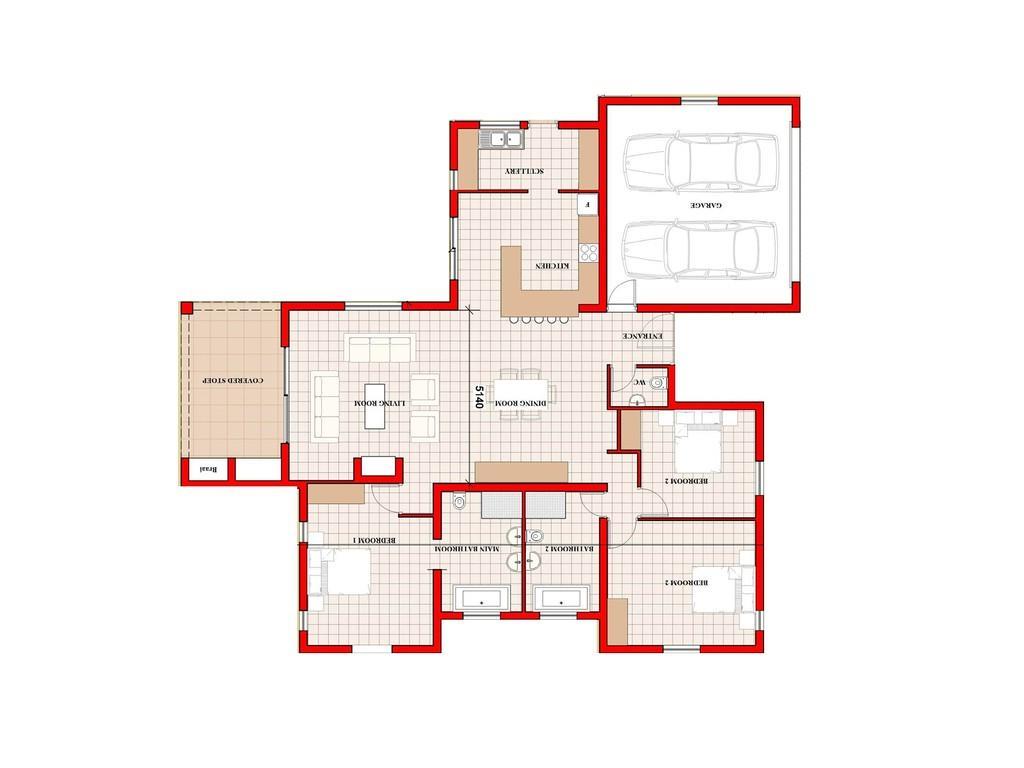 SCULLERY
GARAGE
F
KITCHEN
ENTRANCE
COVERED STOEP
WC
LIVING ROOM
5140
DINING ROOM
Braai
BEDROOM 2
BEDROOM 1
MAIN BATHROOM
BATHROOM 2
BEDROOM 2